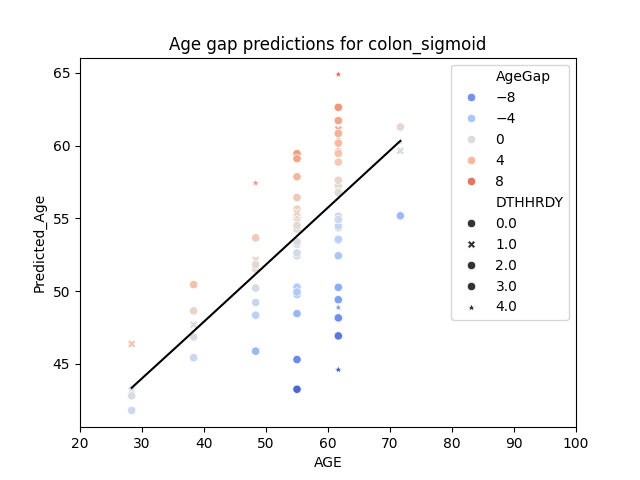 Age gap predictions for colon_sigmoid
Predicted_Age
65
60
55
50
45
20 30 40 50 60 70 80 90 100
AGE
AgeGap
−8
−4
0
4
8
DTHHRDY
0.0
1.0
2.0
3.0
4.0